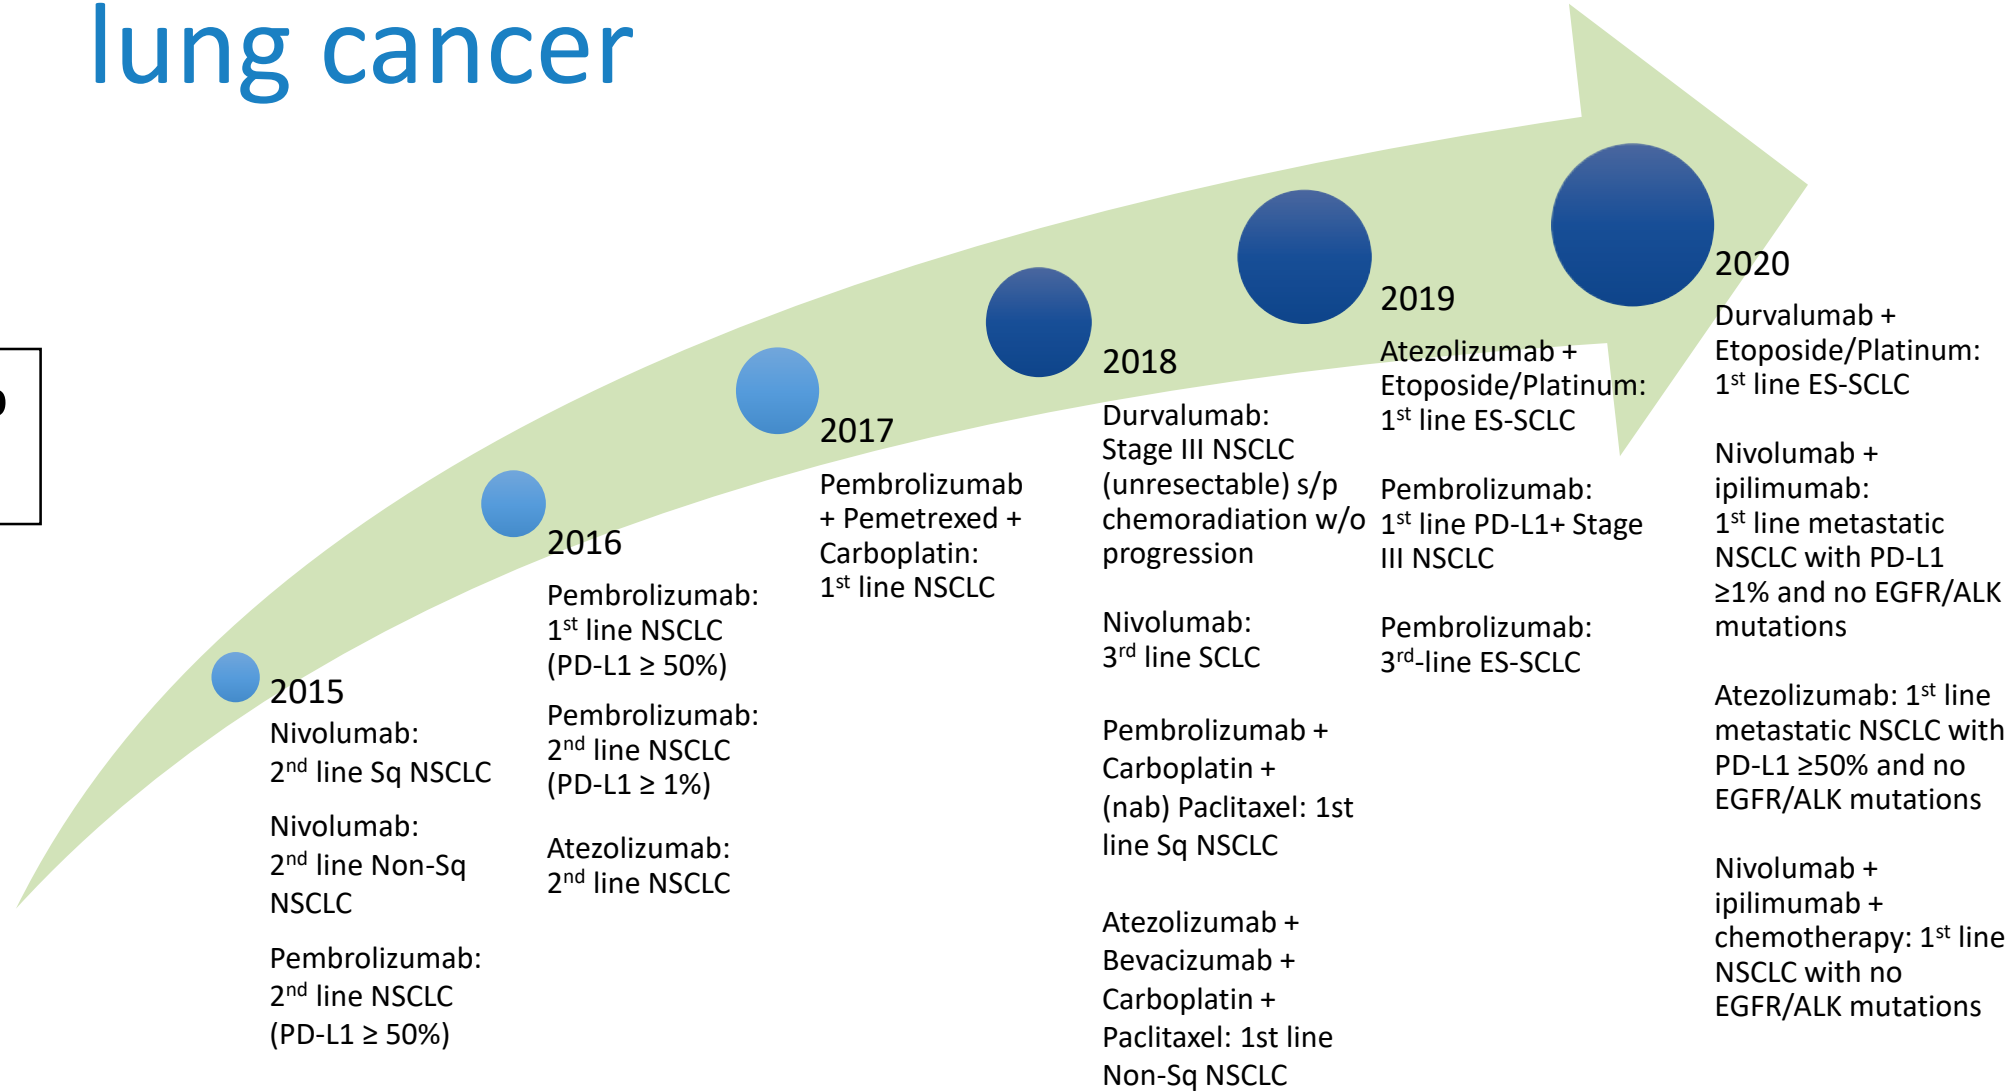 lung cancer
2015
Nivolumab:
2nd line Sq NSCLC
Nivolumab:
2nd line Non-Sq
NSCLC
Pembrolizumab:
2nd line NSCLC
(PD-L1 ≥ 50%)
2016
Pembrolizumab:
1st line NSCLC
(PD-L1 ≥ 50%)
Pembrolizumab:
2nd line NSCLC
(PD-L1 ≥ 1%)
Atezolizumab:
2nd line NSCLC
2017
Pembrolizumab
+ Pemetrexed +
Carboplatin:
1st line NSCLC
2018
Durvalumab:
Stage III NSCLC
(unresectable) s/p
chemoradiation w/o
progression
Nivolumab:
3rd line SCLC
Pembrolizumab +
Carboplatin +
(nab) Paclitaxel: 1st
line Sq NSCLC
Atezolizumab +
Bevacizumab +
Carboplatin +
Paclitaxel: 1st line
Non-Sq NSCLC
2019
Atezolizumab +
Etoposide/Platinum:
1st line ES-SCLC
Pembrolizumab:
1st line PD-L1+ Stage
III NSCLC
Pembrolizumab:
3rd-line ES-SCLC
2020
Durvalumab +
Etoposide/Platinum:
1st line ES-SCLC
Nivolumab +
ipilimumab:
1st line metastatic
NSCLC with PD-L1
≥1% and no EGFR/ALK
mutations
Atezolizumab: 1st line
metastatic NSCLC with
PD-L1 ≥50% and no
EGFR/ALK mutations
Nivolumab +
ipilimumab +
chemotherapy: 1st line
NSCLC with no
EGFR/ALK mutations